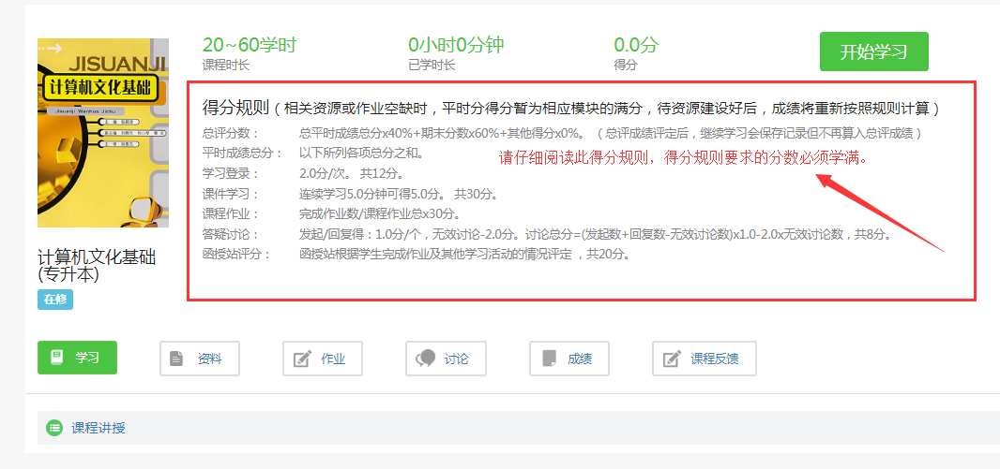 20~60学时
课程时长
0小时0分钟
已学时长
0.0分
得分
开始学习
JISUANJI
计算机文化基础
Jisuanji Wenhua Jichu
得分规则（相关资源或作业空缺时，平时分得分暂为相应模块的满分，待资源建设好后，成绩将重新按照规则计算）
总评分数： 总平时成绩总分x40%+期末分数x60%+其他得分x0%。 （总评成绩评定后，继续学习会保存记录但不再算入总评成绩）
平时成绩总分： 以下所列各项总分之和。
请仔细阅读此得分规则，得分规则要求的分数必须学满。
学习登录： 2.0分/次。 共12分。
课件学习： 连续学习5.0分钟可得5.0分。 共30分。
课程作业： 完成作业数/课程作业总x30分。
答疑讨论： 发起/回复得：1.0分/个，无效讨论-2.0分。讨论总分=(发起数+回复数-无效讨论数)x1.0-2.0x无效讨论数，共8分。
函授站评分： 函授站根据学生完成作业及其他学习活动的情况评定 ，共20分。
计算机文化基础
(专升本)
在修
学习
资料
作业
讨论
成绩
课程反馈
课程讲授